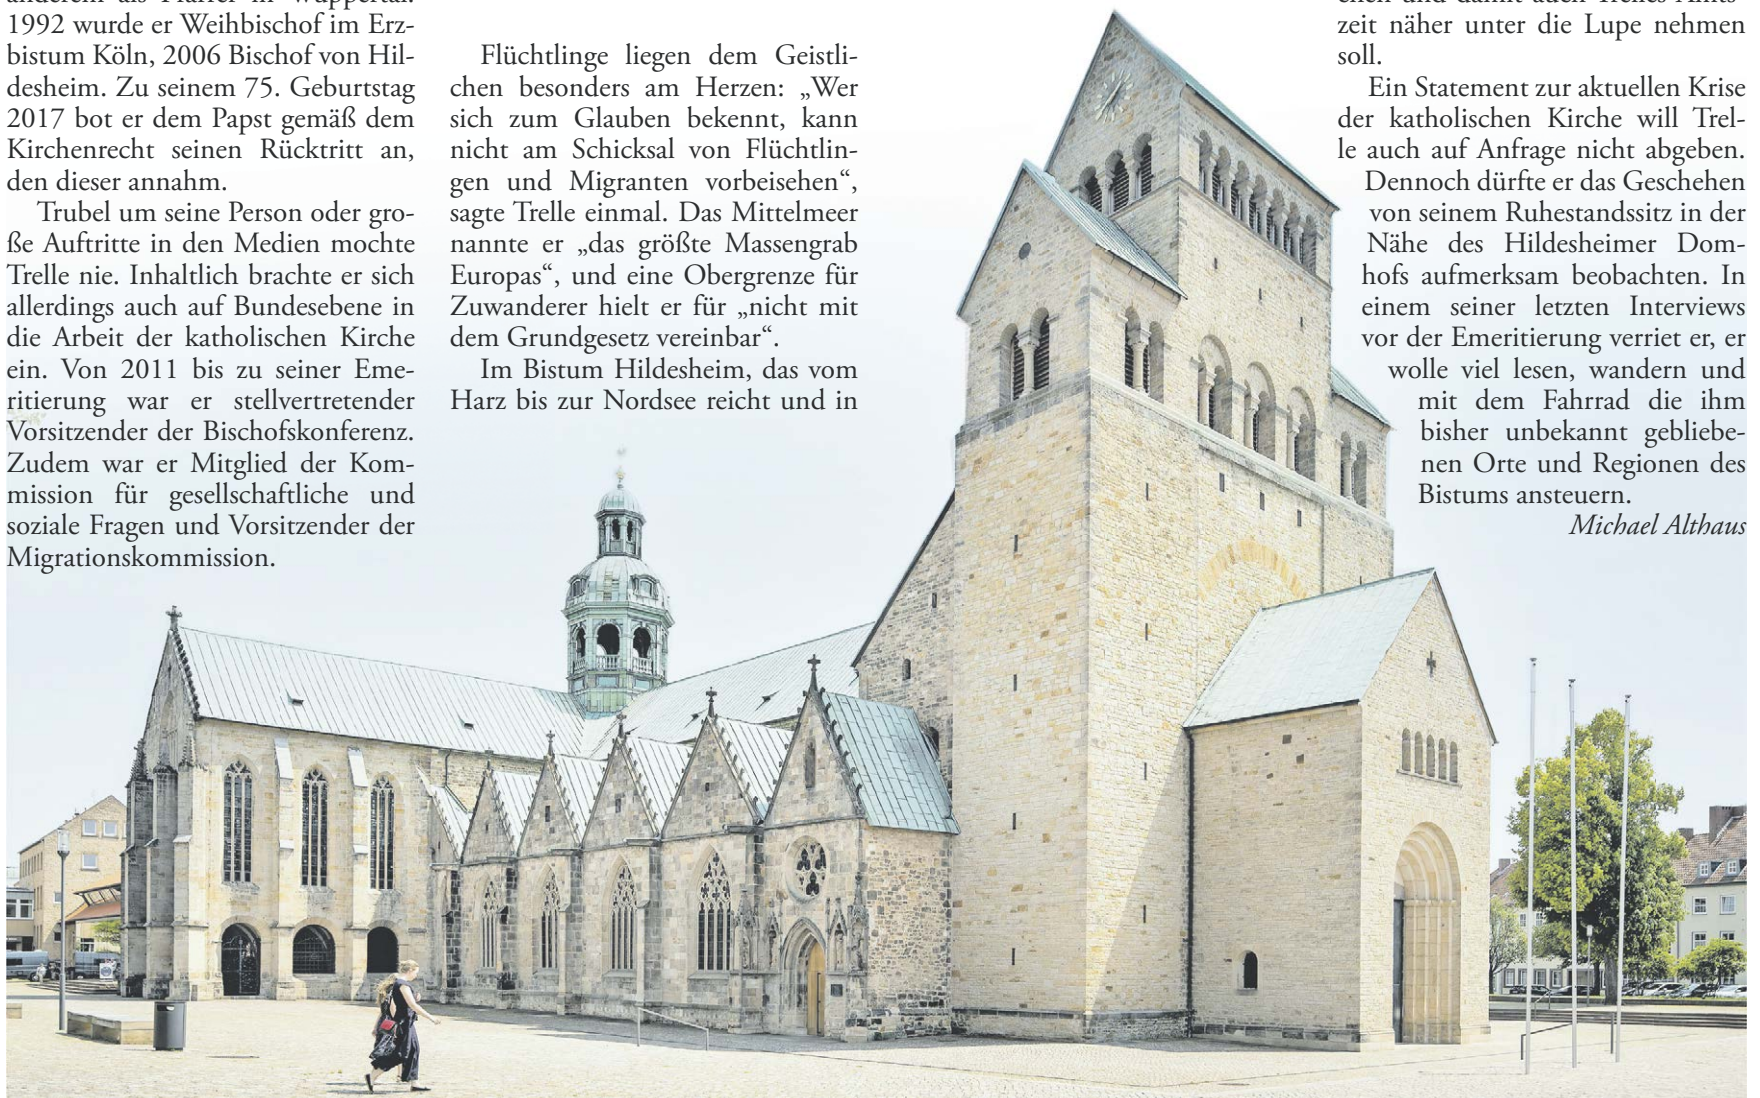 anderem als Pfarrer in Wuppertal.
1992 wurde er Weihbischof im Erz-
bistum Köln, 2006 Bischof von Hil-
desheim. Zu seinem 75. Geburtstag
2017 bot er dem Papst gemäß dem
Kirchenrecht seinen Rücktritt an,
den dieser annahm.
Trubel um seine Person oder gro-
ße Auftritte in den Medien mochte
Trelle nie. Inhaltlich brachte er sich
allerdings auch auf Bundesebene in
die Arbeit der katholischen Kirche
ein. Von 2011 bis zu seiner Eme-
ritierung war er stellvertretender
Vorsitzender der Bischofskonferenz.
Zudem war er Mitglied der Kom-
mission für gesellschaftliche und
soziale Fragen und Vorsitzender der
Migrationskommission.
Flüchtlinge liegen dem Geistli-
chen besonders am Herzen: „Wer
sich zum Glauben bekennt, kann
nicht am Schicksal von Flüchtlin-
gen und Migranten vorbeisehen“,
sagte Trelle einmal. Das Mittelmeer
nannte er „das größte Massengrab
Europas“, und eine Obergrenze für
Zuwanderer hielt er für „nicht mit
dem Grundgesetz vereinbar“.
Im Bistum Hildesheim, das vom
Harz bis zur Nordsee reicht und in
chen und damit auch Trelles Amts-
zeit näher unter die Lupe nehmen
soll.
Ein Statement zur aktuellen Krise
der katholischen Kirche will Trel-
le auch auf Anfrage nicht abgeben.
Dennoch dürfte er das Geschehen
von seinem Ruhestandssitz in der
Nähe des Hildesheimer Dom-
hofs aufmerksam beobachten. In
einem seiner letzten Interviews
vor der Emeritierung verriet er, er
wolle viel lesen, wandern und
mit dem Fahrrad die ihm
bisher unbekannt gebliebe-
nen Orte und Regionen des
Bistums ansteuern.
Michael Althaus